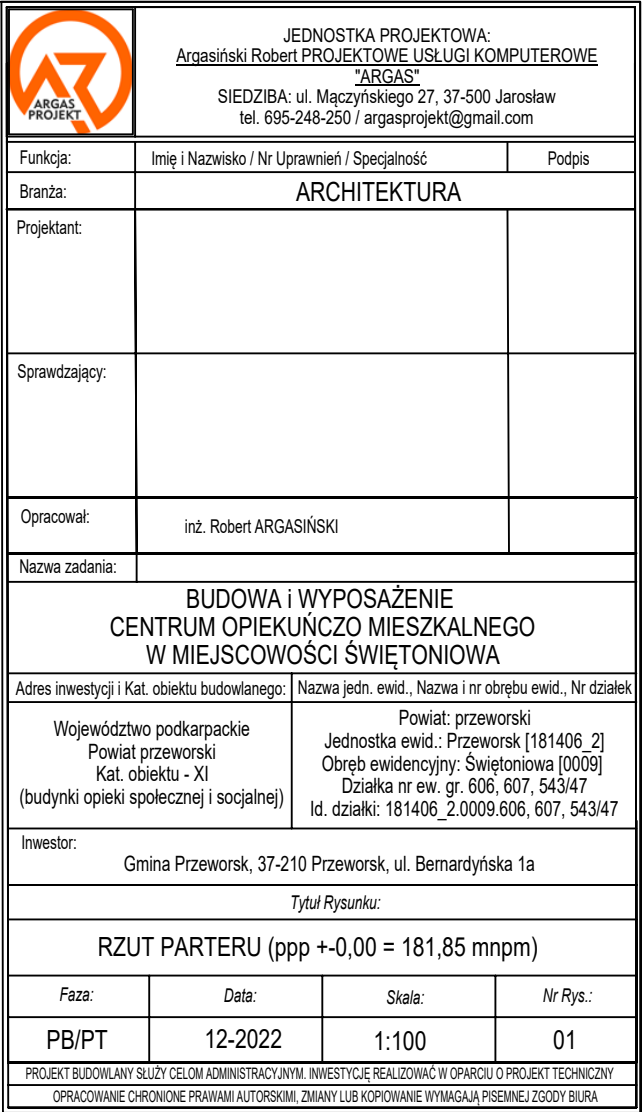 ARGAS
PROJEKT
JEDNOSTKA PROJEKTOWA:
Argasiński Robert PROJEKTOWE USŁUGI KOMPUTEROWE
"ARGAS"
SIEDZIBA: ul. Mączyńskiego 27, 37-500 Jarosław
tel. 695-248-250 / argasprojekt@gmail.com
Funkcja: Imię i Nazwisko / Nr Uprawnień / Specjalność Podpis
Branża: ARCHITEKTURA
Projektant:
Sprawdzający:
Opracował: inż. Robert ARGASIŃSKI
Nazwa zadania:
BUDOWA i WYPOSAŻENIE
CENTRUM OPIEKUŃCZO MIESZKALNEGO
W MIEJSCOWOŚCI ŚWIĘTONIOWA
Adres inwestycji i Kat. obiektu budowlanego:
Województwo podkarpackie
Powiat przeworski
Kat. obiektu - XI
(budynki opieki społecznej i socjalnej)
Nazwa jedn. ewid., Nazwa i nr obrębu ewid., Nr działek
Powiat: przeworski
Jednostka ewid.: Przeworsk [181406_2]
Obręb ewidencyjny: Świętoniowa [0009]
Działka nr ew. gr. 606, 607, 543/47
Id. działki: 181406_2.0009.606, 607, 543/47
Inwestor:
Gmina Przeworsk, 37-210 Przeworsk, ul. Bernardyńska 1a
Tytuł Rysunku:
RZUT PARTERU (ppp +-0,00 = 181,85 mnpm)
Faza: Data: Skala: Nr Rys.:
PB/PT 12-2022 1:100 01
PROJEKT BUDOWLANY SŁUŻY CELOM ADMINISTRACYJNYM. INWESTYCJĘ REALIZOWAĆ W OPARCIU O PROJEKT TECHNICZNY
OPRACOWANIE CHRONIONE PRAWAMI AUTORSKIMI, ZMIANY LUB KOPIOWANIE WYMAGAJĄ PISEMNEJ ZGODY BIURA